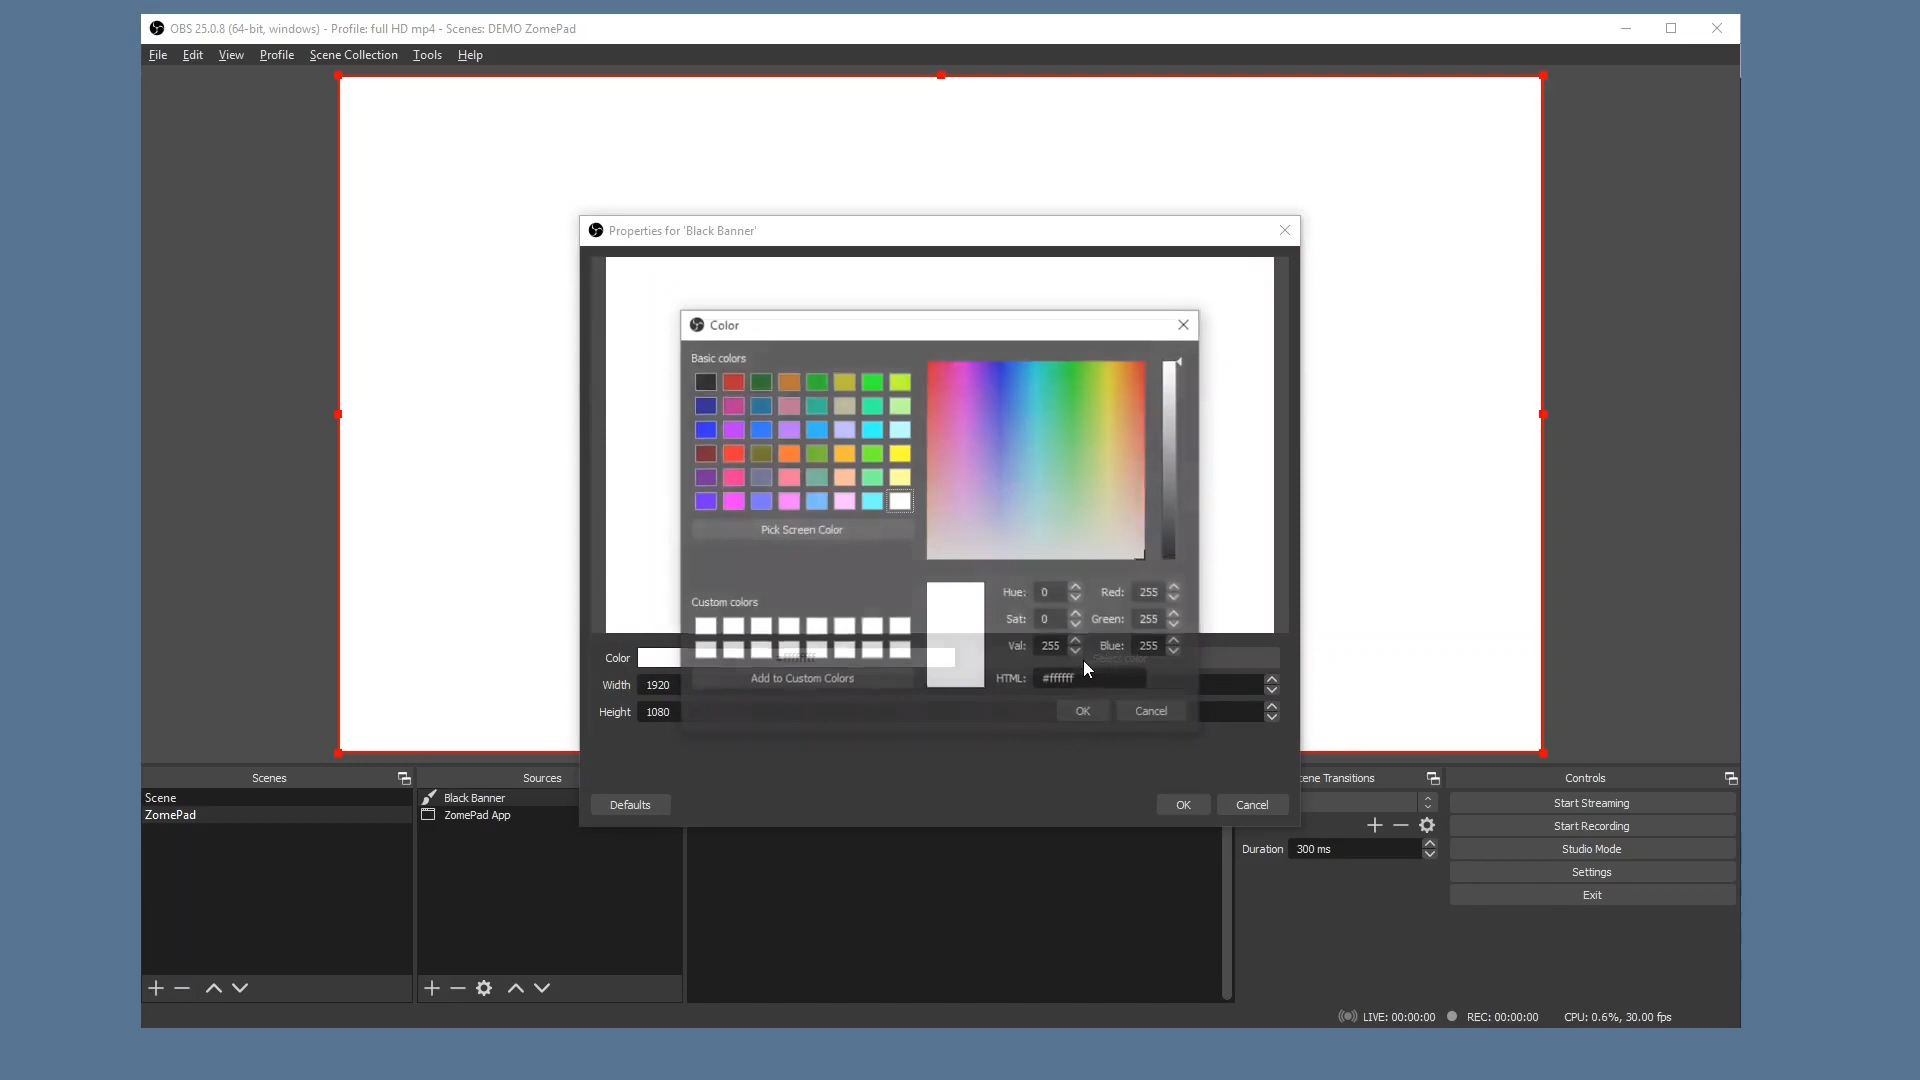 OBS 25.0.8 (64-bit, windows) - Profile: full HD mp4 - Scenes: DEMO ZomePad
File Edit View Profile Scene Collection Tools Help
Properties for 'Black Banner'
Color
Basic colors
Pick Screen Color
Custom colors
Add to Custom Colors
Hue: 0 Red: 255
Sat: 0 Green: 255
Val: 255 Blue: 255
HTML: #ffffff
OK Cancel
Color #ffffffff Select color
Width 1920
Height 1080
Defaults OK Cancel
Scenes
Scene
ZomePad
Sources
Black Banner
ZomePad App
cene Transitions
Duration 300 ms
Controls
Start Streaming
Start Recording
Studio Mode
Settings
Exit
LIVE: 00:00:00 REC: 00:00:00 CPU: 0.6%, 30.00 fps